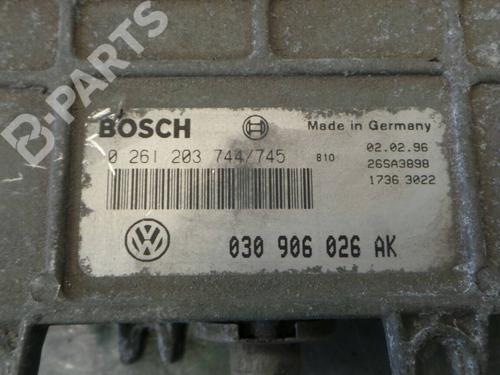 B-PARTS
BOSCH Made in Germany
0 261 203 744/745 B10 02.02.96
26SA3898
1736 3022
VW 030 906 026 AK